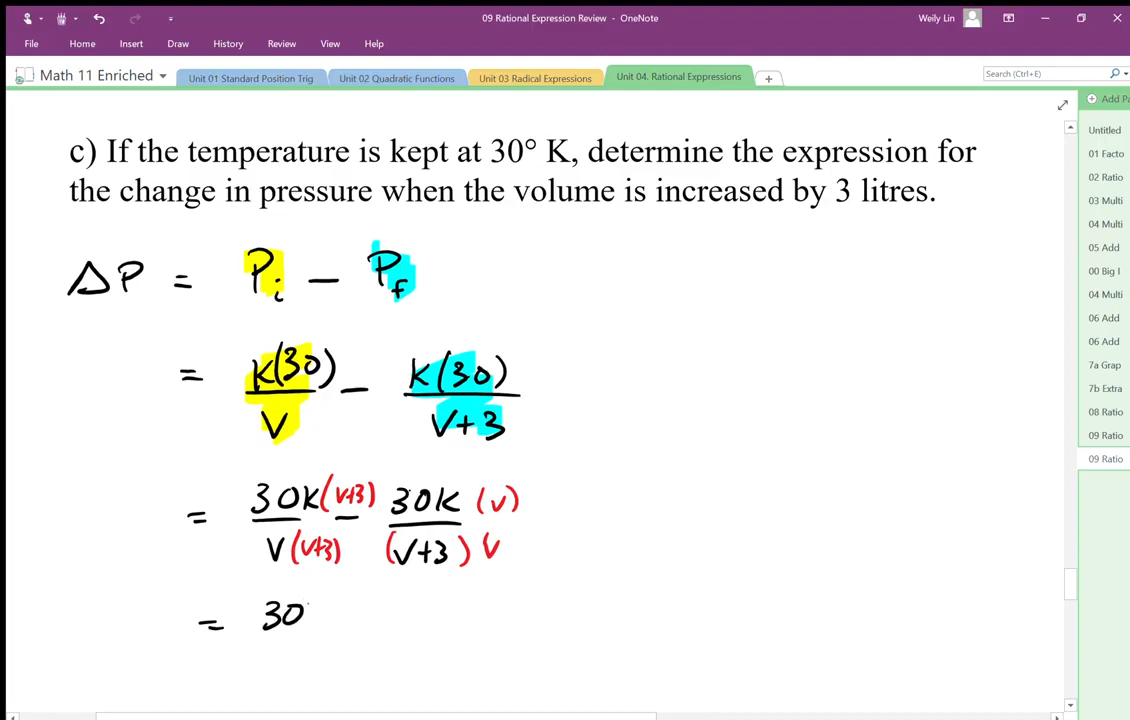 09 Rational Expression Review - OneNote
Weily Lin
File Home Insert Draw History Review View Help
Math 11 Enriched
Unit 01 Standard Position Trig
Unit 02 Quadratic Functions
Unit 03 Radical Expressions
Unit 04. Rational Exppressions
Search (Ctrl+E)
Add Pa
Untitled
01 Facto
02 Ratio
03 Multi
04 Multi
05 Add
00 Big I
04 Multi
06 Add
06 Add
7a Grap
7b Extra
08 Ratio
09 Ratio
09 Ratio
c) If the temperature is kept at 30° K, determine the expression for
the change in pressure when the volume is increased by 3 litres.
ΔP = Pi - Pf
= K(30)/V - K(30)/V+3
= 30K(V+3)/V(V+3) - 30K(V)/(V+3)V
= 30